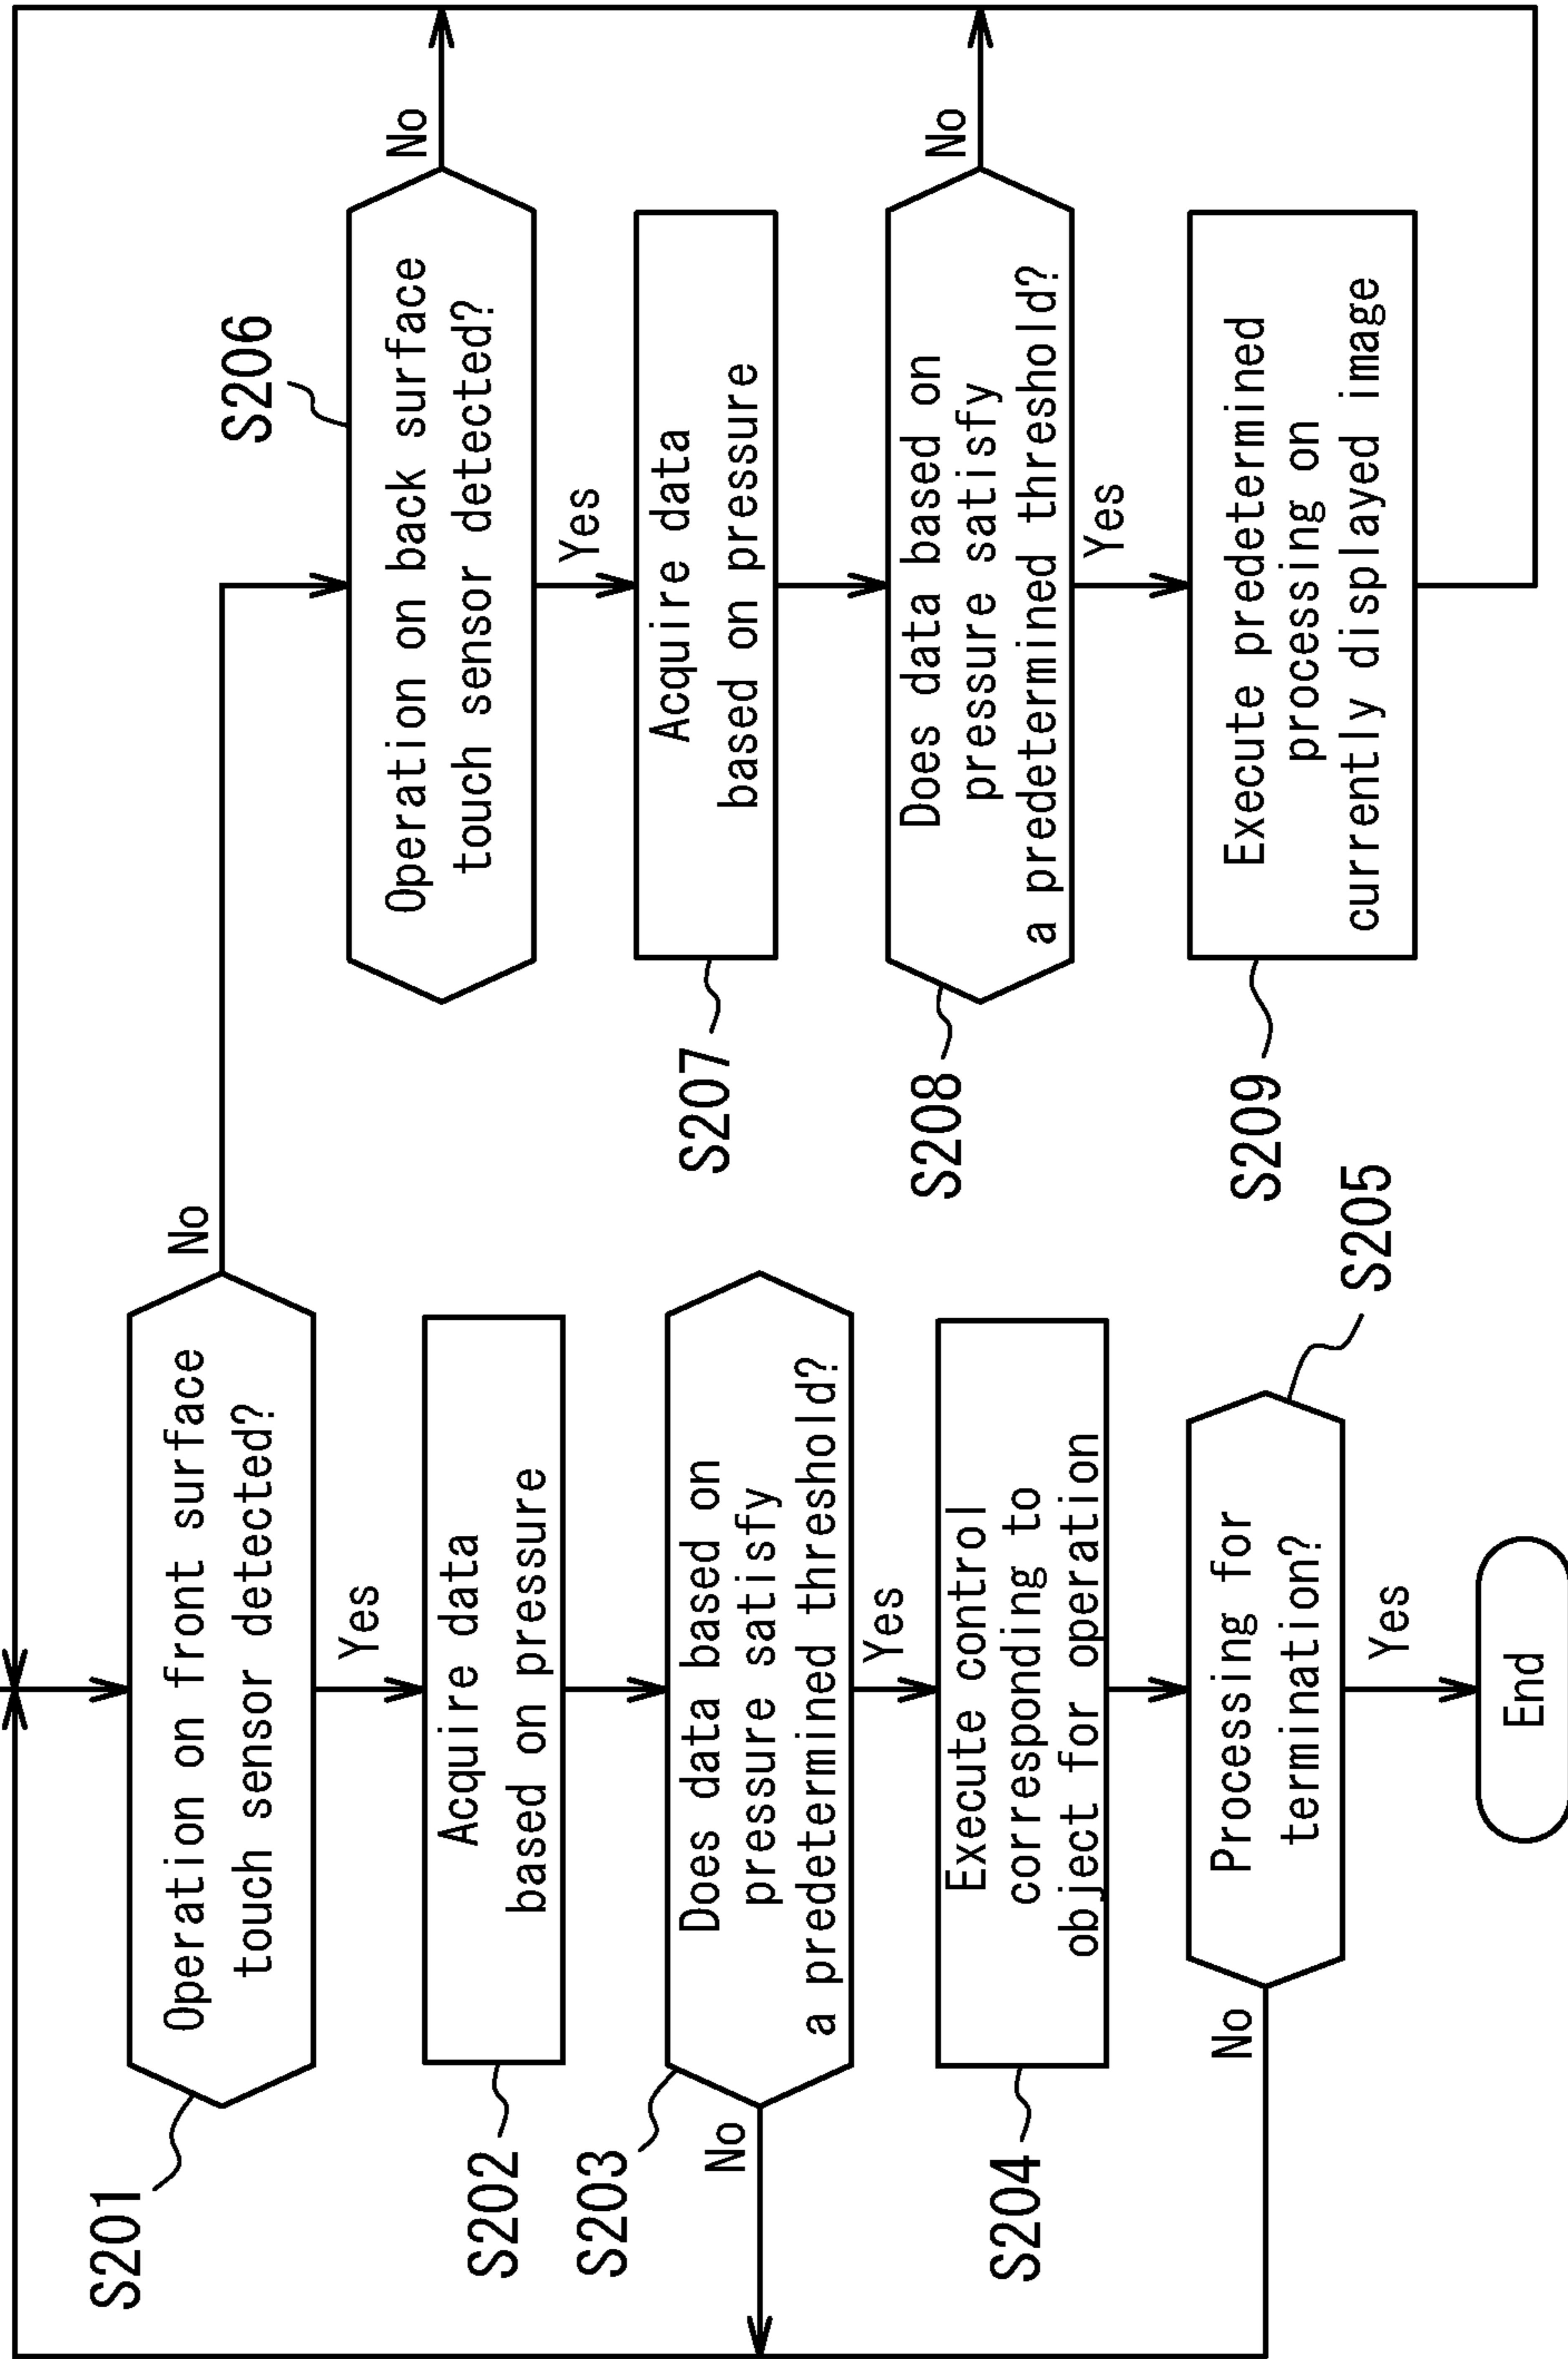 S201
Operation on front surface
touch sensor detected?
No
Yes
S202
Acquire data
based on pressure
S203
Does data based on
pressure satisfy
a predetermined threshold?
No
Yes
S204
Execute control
corresponding to
object for operation
S205
Processing for
termination?
No
Yes
End
S206
Operation on back surface
touch sensor detected?
No
Yes
S207
Acquire data
based on pressure
S208
Does data based on
pressure satisfy
a predetermined threshold?
No
Yes
S209
Execute predetermined
processing on
currently displayed image